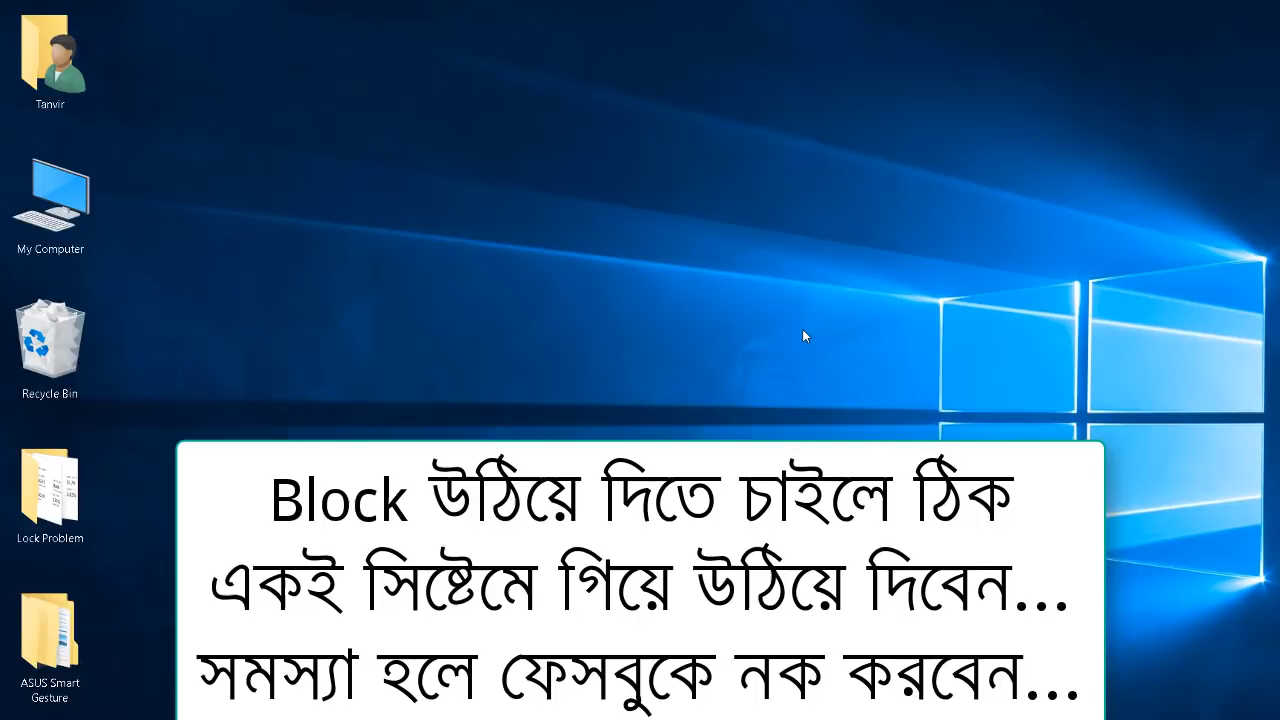 Tanvir
My Computer
Recycle Bin
Lock Problem
ASUS Smart
Gesture
Block উঠিয়ে দিতে চাইলে ঠিক
একই সিষ্টেমে গিয়ে উঠিয়ে দিবেন...
সমস্যা হলে ফেসবুকে নক করবেন...